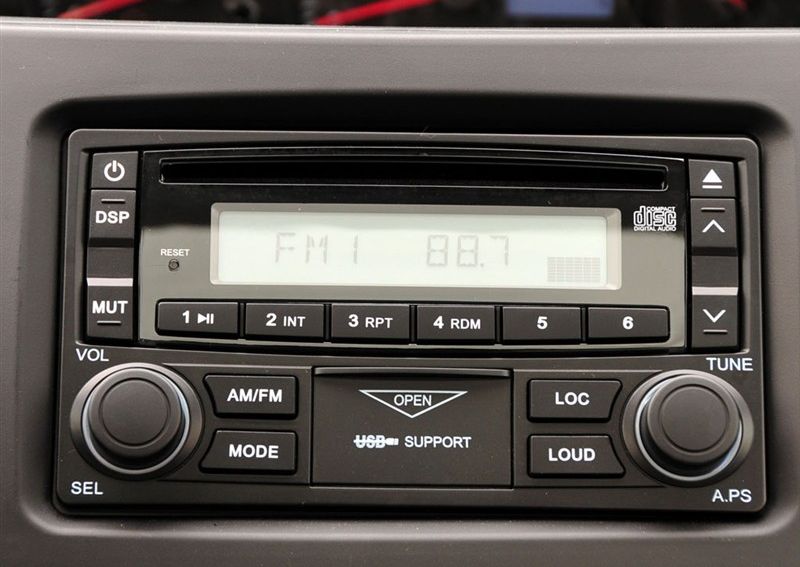 DSP
MUT
RESET
FM1 88.7
COMPACT
disc
DIGITAL AUDIO
1
2 INT
3 RPT
4 RDM
5
6
VOL
TUNE
AM/FM
MODE
OPEN
USB SUPPORT
LOC
LOUD
SEL
A.PS